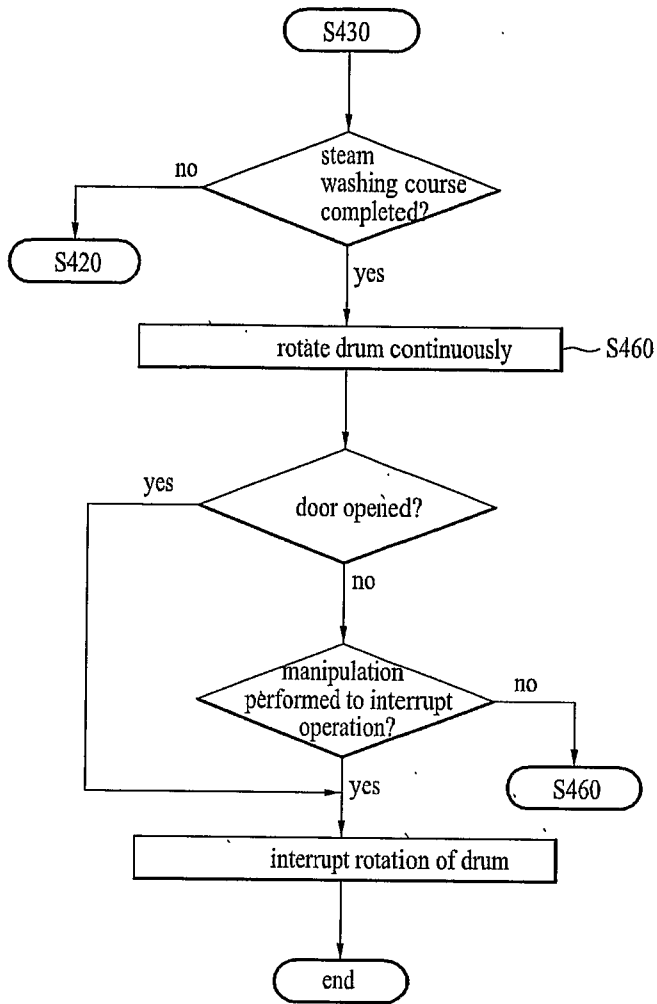 S430
no
steam
washing course
completed?
S420
yes
rotate drum continuously
S460
yes
door opened?
no
manipulation
performed to interrupt
operation?
no
yes
S460
interrupt rotation of drum
end